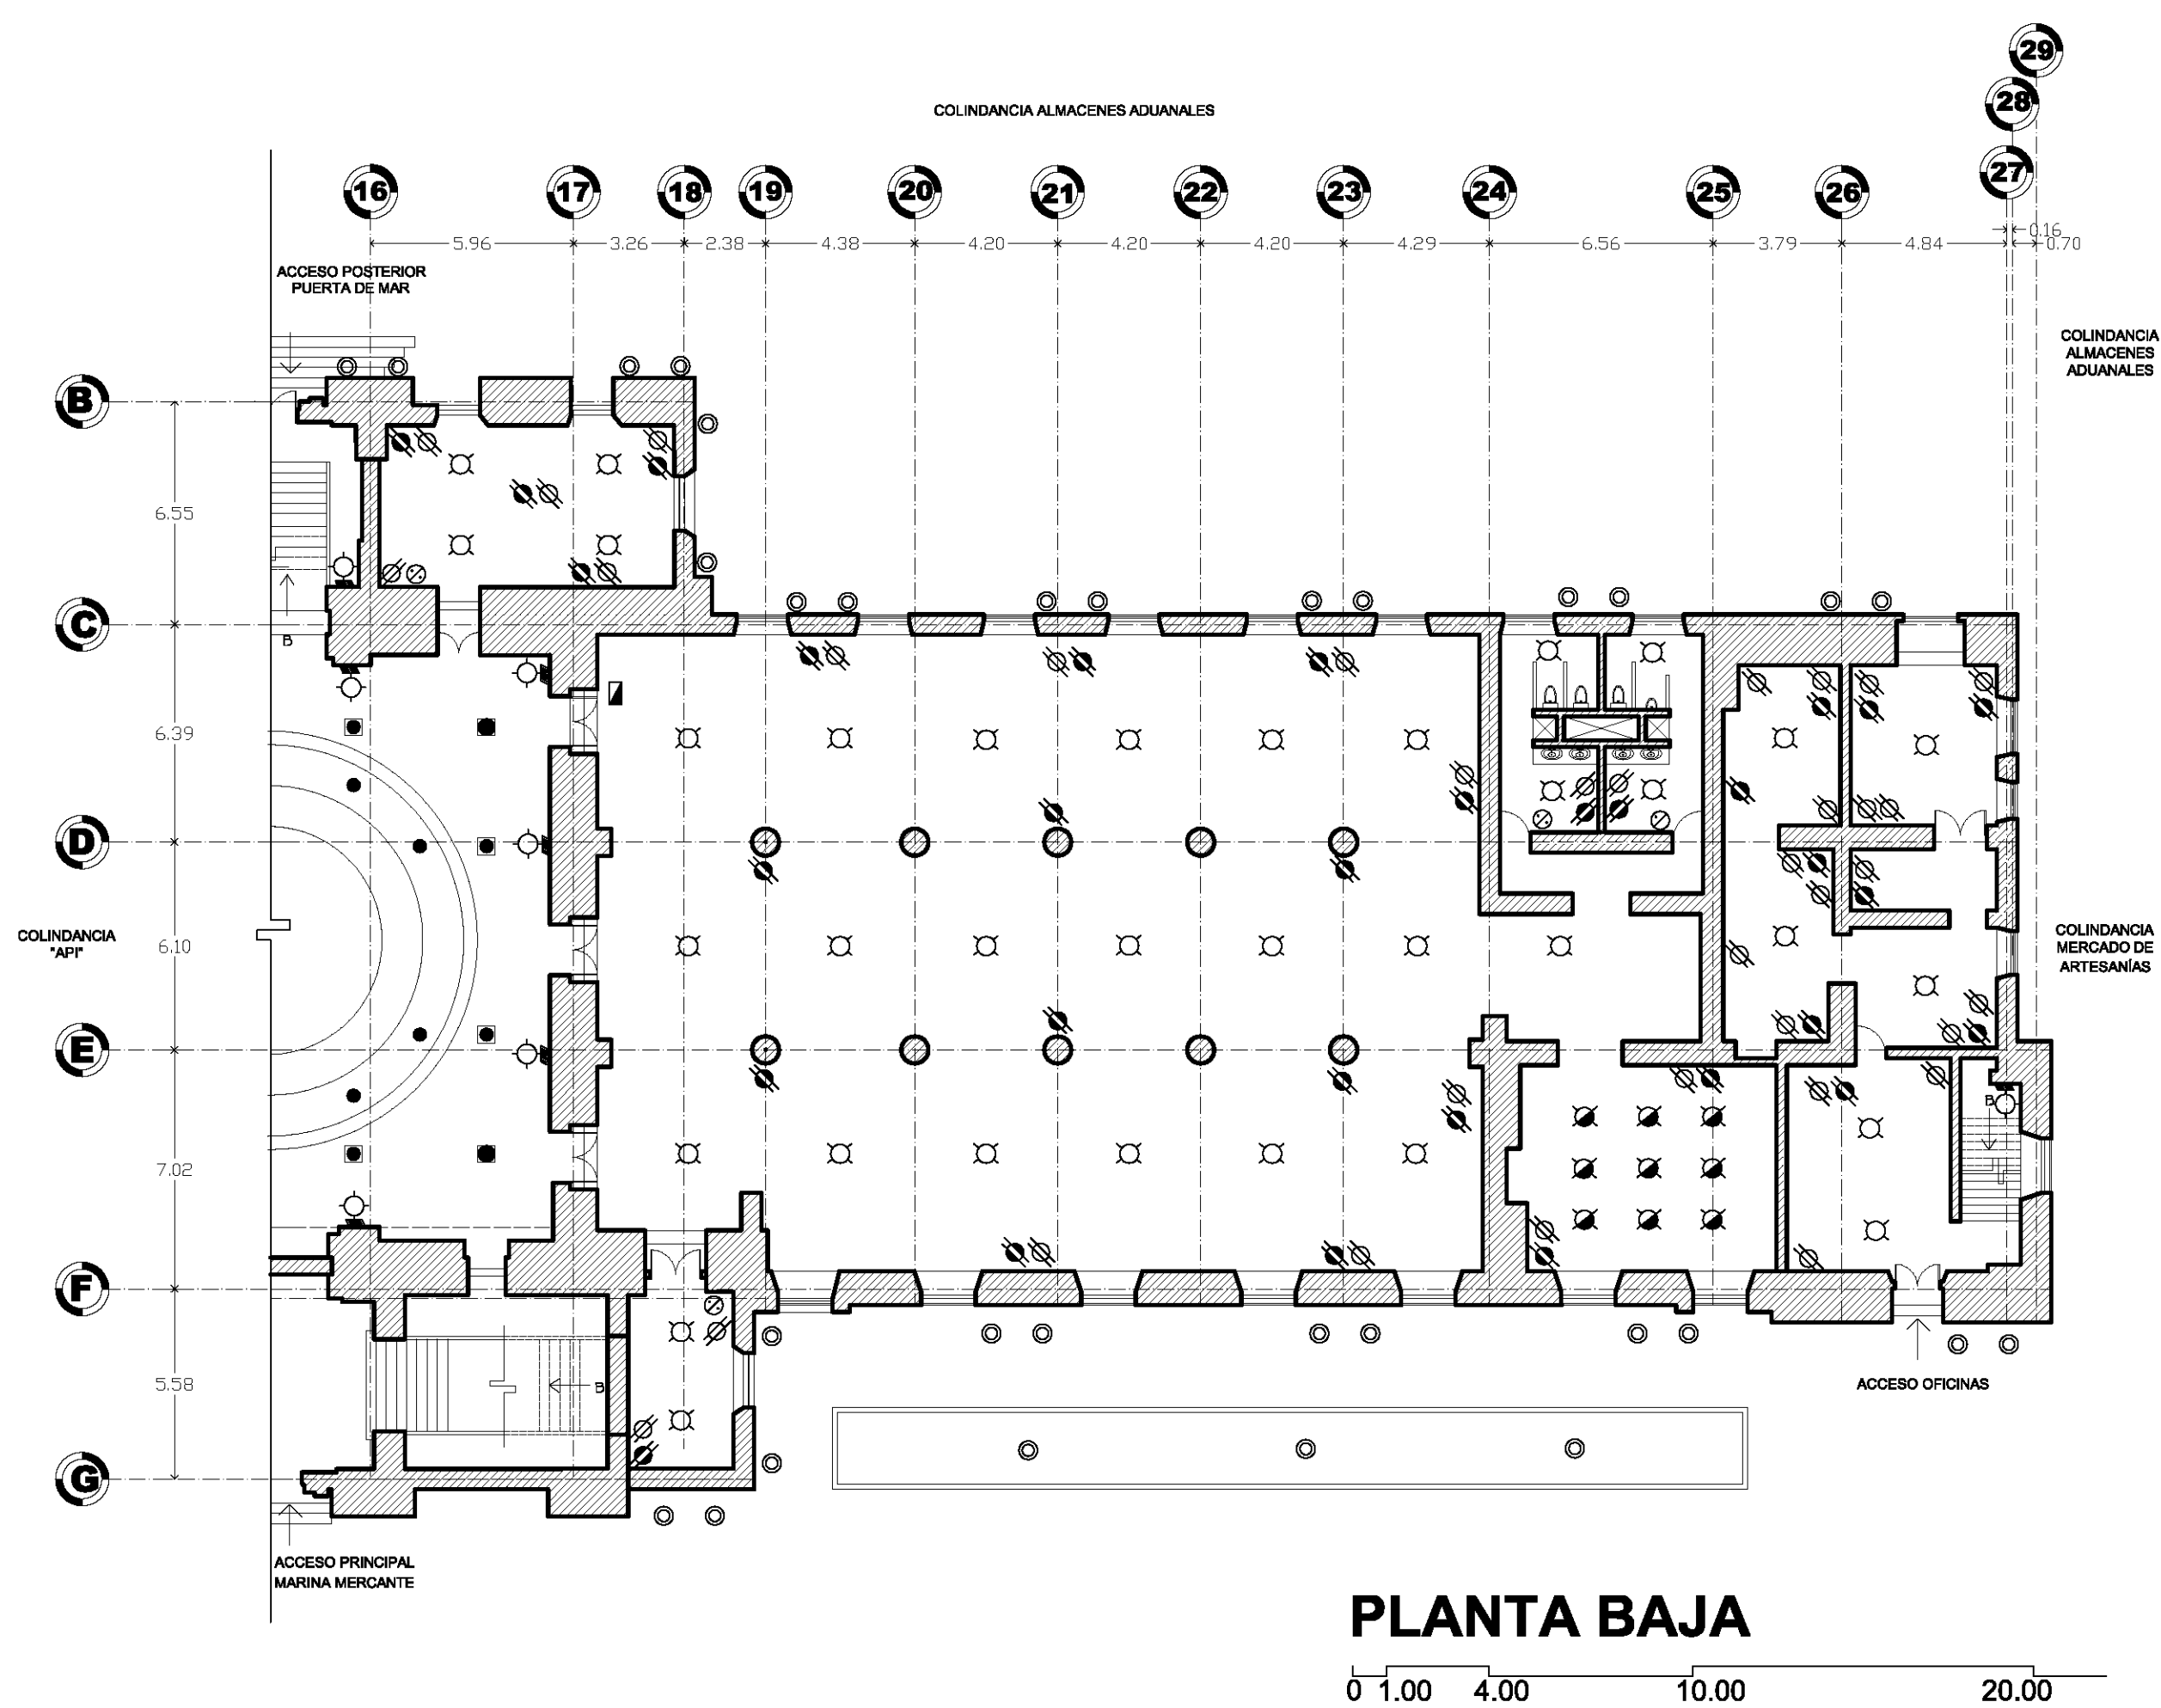 29
28
COLINDANCIA ALMACENES ADUANALES
27
16 17 18 19 20 21 22 23 24 25 26
0.16
5.96 3.26 2.38 4.38 4.20 4.20 4.20 4.29 6.56 3.79 4.84 0.70
ACCESO POSTERIOR
PUERTA DE MAR
COLINDANCIA
ALMACENES
ADUANALES
B
6.55
C
B
6.39
D
COLINDANCIA
"API"
6.10
COLINDANCIA
MERCADO DE
ARTESANÍAS
E
B
7.02
F
5.58
B
ACCESO OFICINAS
G
ACCESO PRINCIPAL
MARINA MERCANTE
PLANTA BAJA
0 1.00 4.00 10.00 20.00